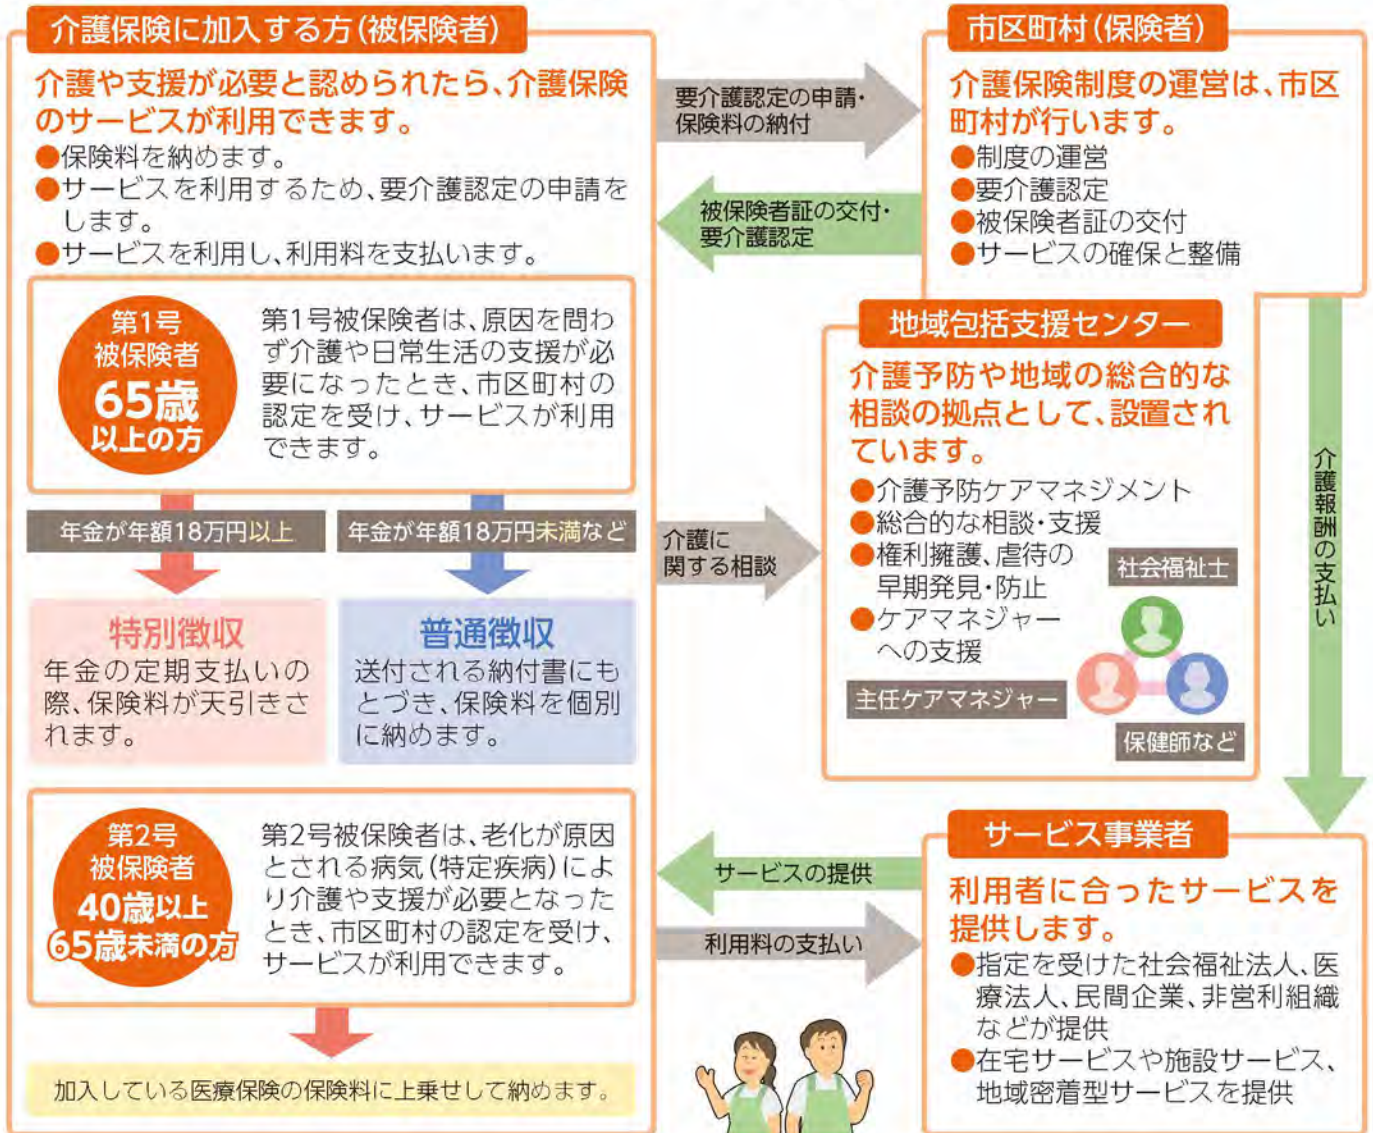 介護保険に加入する方(被保険者)
介護や支援が必要と認められたら、介護保険
のサービスが利用できます。
●保険料を納めます。
●サービスを利用するため、要介護認定の申請を
します。
●サービスを利用し、利用料を支払います。
第1号
被保険者
65歳
以上の方
第1号被保険者は、原因を問わ
ず介護や日常生活の支援が必
要になったとき、市区町村の
認定を受け、サービスが利用
できます。
年金が年額18万円以上
年金が年額18万円未満など
特別徴収
年金の定期支払いの
際、保険料が天引きさ
れます。
普通徴収
送付される納付書にも
とづき、保険料を個別
に納めます。
第2号
被保険者
40歳以上
65歳未満の方
第2号被保険者は、老化が原因
とされる病気(特定疾病)によ
り介護や支援が必要となった
とき、市区町村の認定を受け、
サービスが利用できます。
加入している医療保険の保険料に上乗せして納めます。
要介護認定の申請・
保険料の納付
被保険者証の交付・
要介護認定
介護に
関する相談
サービスの提供
利用料の支払い
市区町村(保険者)
介護保険制度の運営は、市区
町村が行います。
●制度の運営
●要介護認定
●被保険者証の交付
●サービスの確保と整備
地域包括支援センター
介護予防や地域の総合的な
相談の拠点として、設置され
ています。
●介護予防ケアマネジメント
●総合的な相談・支援
●権利擁護、虐待の
早期発見・防止
●ケアマネジャー
への支援
社会福祉士
主任ケアマネジャー
保健師など
介護報酬の支払い
サービス事業者
利用者に合ったサービスを
提供します。
●指定を受けた社会福祉法人、医
療法人、民間企業、非営利組織
などが提供
●在宅サービスや施設サービス、
地域密着型サービスを提供